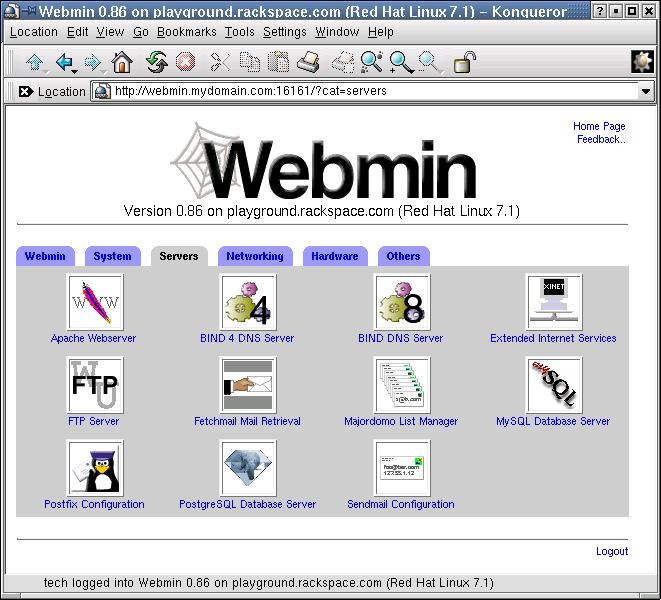 Webmin 0.86 on playground.rackspace.com (Red Hat Linux 7.1) – Konqueror
Location Edit View Go Bookmarks Tools Settings Window Help
Location http://webmin.mydomain.com:16161/?cat=servers
Home Page
Feedback..
Webmin
Version 0.86 on playground.rackspace.com (Red Hat Linux 7.1)
Webmin System Servers Networking Hardware Others
WWW 4 8 XINET
Apache Webserver BIND 4 DNS Server BIND DNS Server Extended Internet Services
WU FTP SQL
FTP Server Fetchmail Mail Retrieval Majordomo List Manager MySQL Database Server
Postfix Configuration PostgreSQL Database Server Sendmail Configuration
Logout
tech logged into Webmin 0.86 on playground.rackspace.com (Red Hat Linux 7.1)